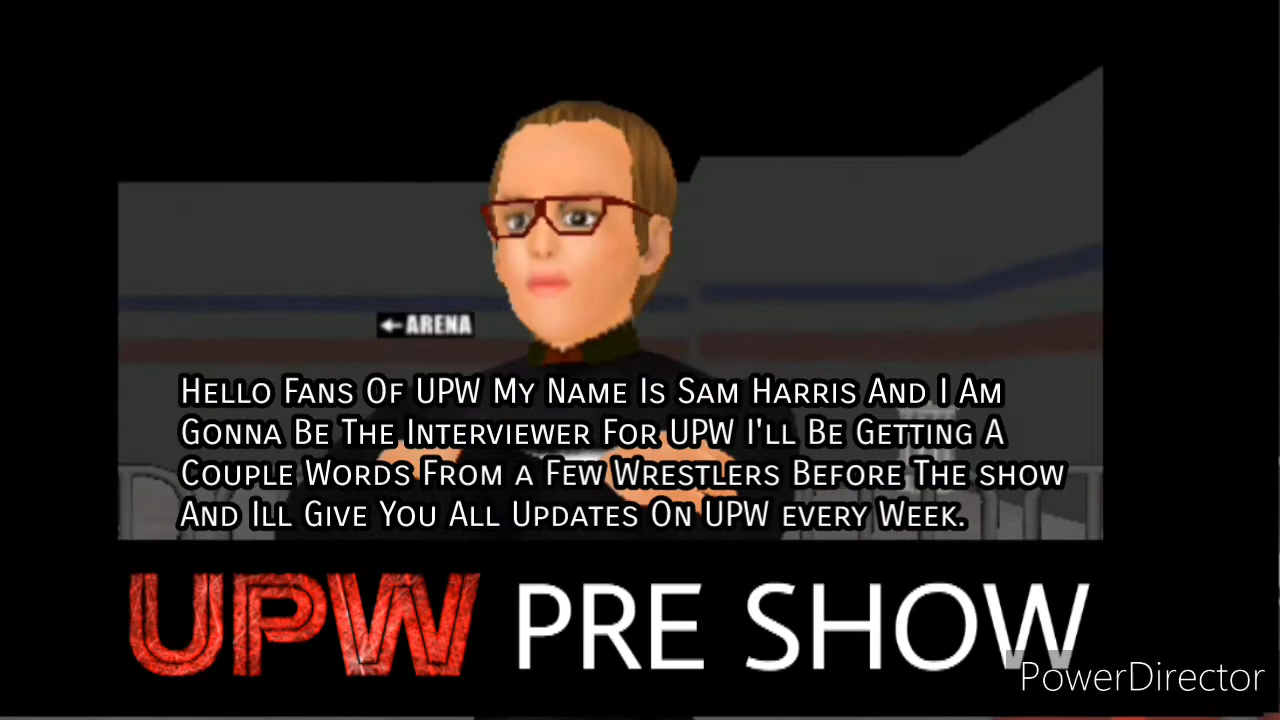 ←ARENA
Hello Fans Of UPW My Name Is Sam Harris And I Am
Gonna Be The Interviewer For UPW I'll Be Getting A
Couple Words From a Few Wrestlers Before The show
And Ill Give You All Updates On UPW every Week.
UPW PRE SHOW
PowerDirector